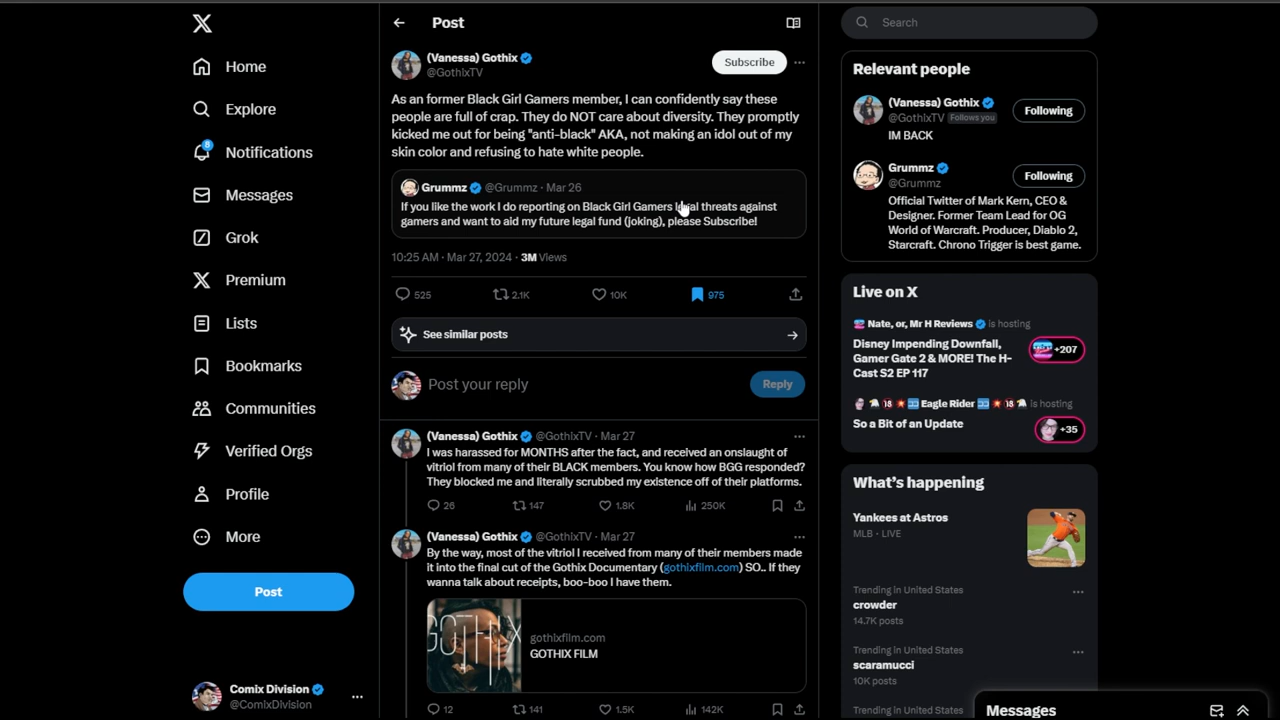 Home
Explore
8
Notifications
Messages
Grok
Premium
Lists
Bookmarks
Communities
Verified Orgs
Profile
More
Post
Comix Division
@ComixDivision
Post
(Vanessa) Gothix
@GothixTV
Subscribe
As an former Black Girl Gamers member, I can confidently say these
people are full of crap. They do NOT care about diversity. They promptly
kicked me out for being "anti-black" AKA, not making an idol out of my
skin color and refusing to hate white people.
Grummz @Grummz · Mar 26
If you like the work I do reporting on Black Girl Gamers legal threats against
gamers and want to aid my future legal fund (joking), please Subscribe!
10:25 AM · Mar 27, 2024 · 3M Views
525 2.1K 10K 975
See similar posts
Post your reply
Reply
(Vanessa) Gothix @GothixTV · Mar 27
I was harassed for MONTHS after the fact, and received an onslaught of
vitriol from many of their BLACK members. You know how BGG responded?
They blocked me and literally scrubbed my existence off of their platforms.
26 147 1.8K 250K
(Vanessa) Gothix @GothixTV · Mar 27
By the way, most of the vitriol I received from many of their members made
it into the final cut of the Gothix Documentary (gothixfilm.com) SO.. If they
wanna talk about receipts, boo-boo I have them.
GOTHIX
gothixfilm.com
GOTHIX FILM
12 141 1.5K 142K
Search
Relevant people
(Vanessa) Gothix
@GothixTV Follows you
Following
IM BACK
Grummz
@Grummz
Following
Official Twitter of Mark Kern, CEO &
Designer. Former Team Lead for OG
World of Warcraft. Producer, Diablo 2,
Starcraft. Chrono Trigger is best game.
Live on X
Nate, or, Mr H Reviews is hosting
Disney Impending Downfall,
Gamer Gate 2 & MORE! The H-
Cast S2 EP 117
+207
Eagle Rider is hosting
So a Bit of an Update
+35
What's happening
Yankees at Astros
MLB · LIVE
Trending in United States
crowder
14.7K posts
Trending in United States
scaramucci
10K posts
Trending in United States
Messages